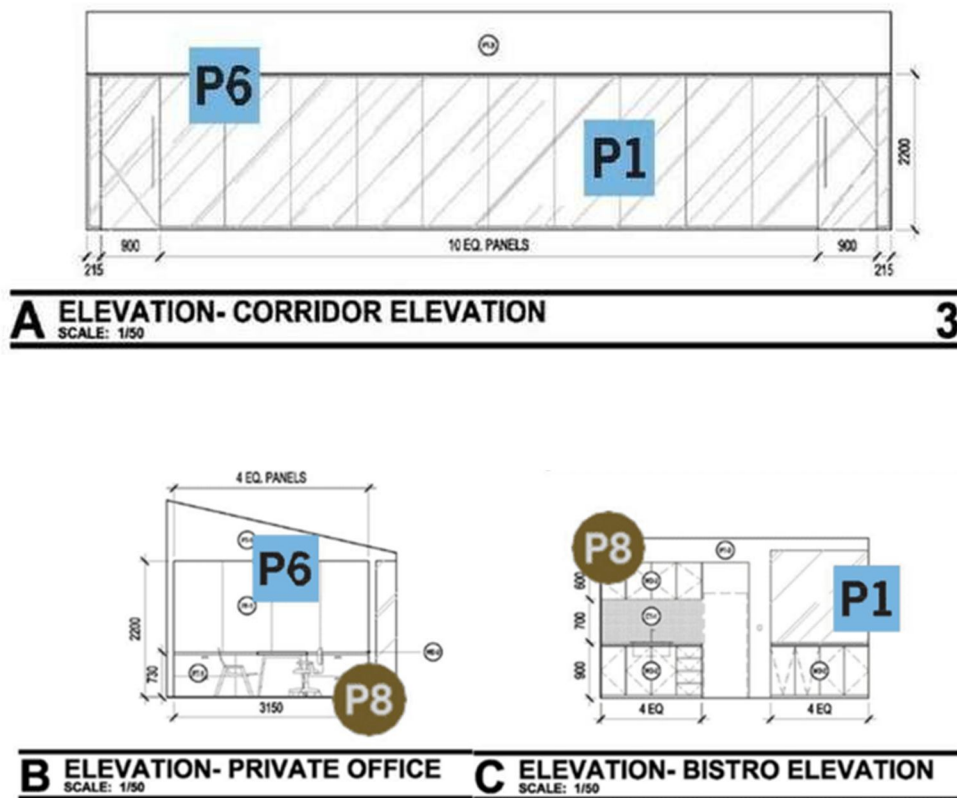 P6
P1
2200
900
10 EQ. PANELS
900
215
215
A ELEVATION- CORRIDOR ELEVATION 3
SCALE: 1/50
4 EQ. PANELS
P6
2200
730
3150
P8
P8
600
700
900
P1
4 EQ
4 EQ
B ELEVATION- PRIVATE OFFICE
SCALE: 1/50
C ELEVATION- BISTRO ELEVATION
SCALE: 1/50